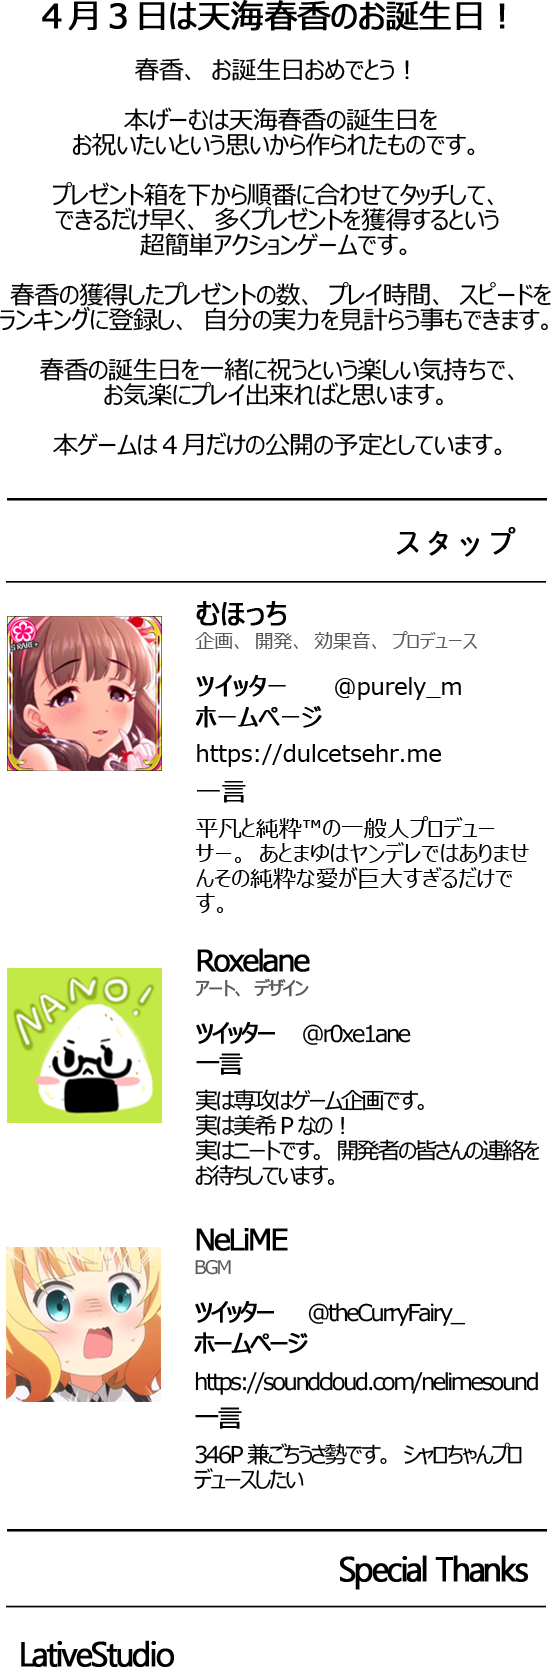 ４月３日は天海春香のお誕生日！
春香、お誕生日おめでとう！
本げーむは天海春香の誕生日を
お祝いたいという思いから作られたものです。
プレゼント箱を下から順番に合わせてタッチして、
できるだけ早く、多くプレゼントを獲得するという
超簡単アクションゲームです。
春香の獲得したプレゼントの数、プレイ時間、スピードを
ランキングに登録し、自分の実力を見計らう事もできます。
春香の誕生日を一緒に祝うという楽しい気持ちで、
お気楽にプレイ出来ればと思います。
本ゲームは４月だけの公開の予定としています。
スタップ
むほっち
企画、開発、効果音、プロデュース
ツイッター @purely_m
ホームページ
https://dulcetsehr.me
一言
平凡と純粋™の一般人プロデュー
サー。あとまゆはヤンデレではありませ
んその純粋な愛が巨大すぎるだけで
す。
S RARE+
NANO!
Roxelane
アート、デザイン
ツイッター @r0xe1ane
一言
実は専攻はゲーム企画です。
実は美希Pなの！
実はニートです。開発者の皆さんの連絡を
お待ちしています。
NeLiME
BGM
ツイッター @theCurryFairy_
ホームページ
https://soundcloud.com/nelimesound
一言
346P兼ごちうさ勢です。シャロちゃんプロ
デュースしたい
Special Thanks
LativeStudio